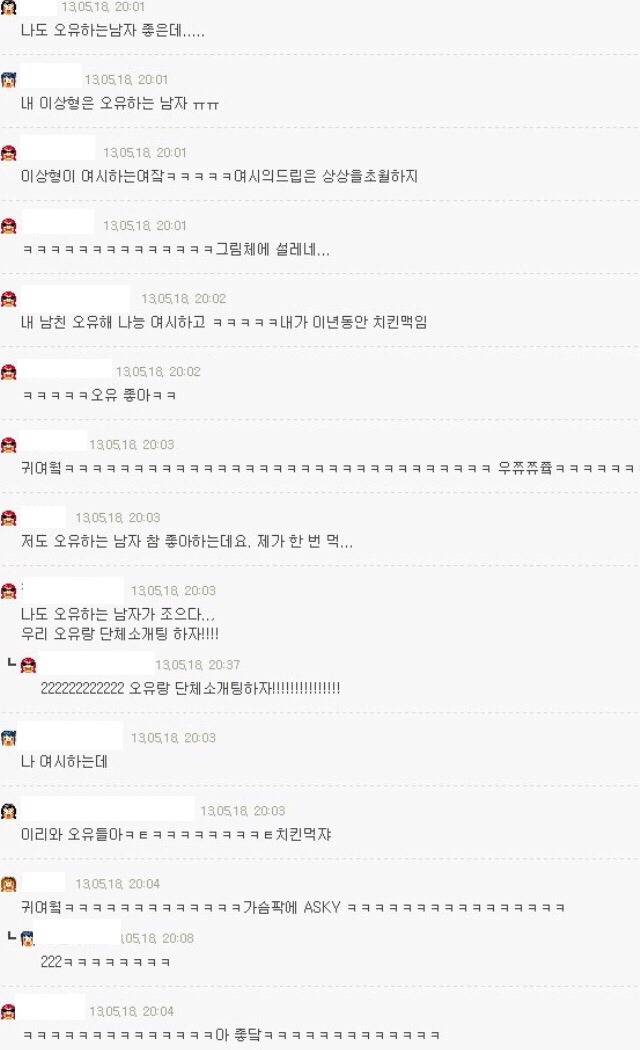 13.05.18, 20:01
나도 오유하는남자 좋은데.....
13.05.18, 20:01
내 이상형은 오유하는 남자 ㅠㅠ
13.05.18, 20:01
이상형이 여시하는여잨ㅋㅋㅋㅋㅋ여시의드립은 상상을초월하지
13.05.18, 20:01
ㅋㅋㅋㅋㅋㅋㅋㅋㅋㅋㅋㅋㅋㅋ그림체에 설레네...
13.05.18, 20:02
내 남친 오유해 나능 여시하고 ㅋㅋㅋㅋㅋ내가 이년동안 치킨맥임
13.05.18, 20:02
ㅋㅋㅋㅋㅋ오유 좋아ㅋㅋ
13.05.18, 20:03
귀여웤ㅋㅋㅋㅋㅋㅋㅋㅋㅋㅋㅋㅋㅋㅋㅋㅋㅋㅋㅋㅋㅋㅋㅋㅋㅋㅋㅋㅋㅋㅋㅋ 우쮸쮸쮸ㅋㅋㅋㅋㅋㅋ
13.05.18, 20:03
저도 오유하는 남자 참 좋아하는데요. 제가 한 번 먹...
13.05.18, 20:03
나도 오유하는 남자가 조으다...
우리 오유랑 단체소개팅 하자!!!!
13.05.18, 20:37
222222222222 오유랑 단체소개팅하자!!!!!!!!!!!!!!!
13.05.18, 20:03
나 여시하는데
13.05.18, 20:03
이리와 오유들아ㅋㅌㅋㅋㅋㅋㅋㅋㅋㅋㅌ치킨먹쟈
13.05.18, 20:04
귀여웤ㅋㅋㅋㅋㅋㅋㅋㅋㅋㅋㅋㅋㅋ가슴팍에 ASKY ㅋㅋㅋㅋㅋㅋㅋㅋㅋㅋㅋㅋㅋㅋㅋㅋ
.05.18, 20:08
222ㅋㅋㅋㅋㅋㅋㅋㅋ
13.05.18, 20:04
ㅋㅋㅋㅋㅋㅋㅋㅋㅋㅋㅋㅋㅋㅋ아 좋닼ㅋㅋㅋㅋㅋㅋㅋㅋㅋㅋㅋㅋㅋ